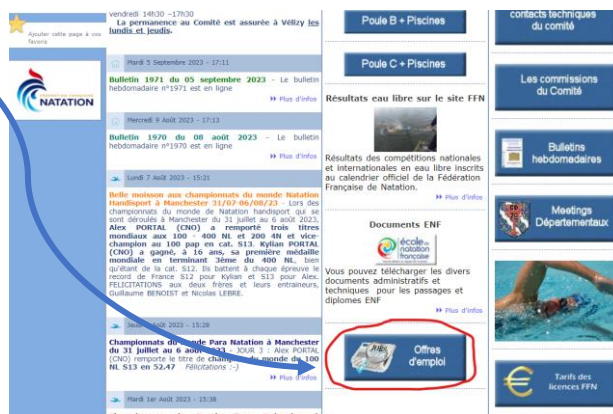 Ajouter cette page à vos
favoris
NATATION
vendredi 14h30 –17h30
La permanence au Comité est assurée à Vélizy les
lundis et jeudis.
Mardi 5 Septembre 2023 - 17:11
Bulletin 1971 du 05 septembre 2023 - Le bulletin
hebdomadaire n°1971 est en ligne
Plus d'infos
Mercredi 9 Août 2023 - 17:13
Bulletin 1970 du 08 août 2023 - Le bulletin
hebdomadaire n°1970 est en ligne
Plus d'infos
Lundi 7 Août 2023 - 15:21
Belle moisson aux championnats du monde Natation
Handisport à Manchester 31/07-06/08/23 - Lors des
championnats du monde de Natation handisport qui se
sont déroulés à Manchester du 31 juillet au 6 août 2023,
Alex PORTAL (CNO) a remporté trois titres
mondiaux aux 100 - 400 NL et 200 4N et vice-
champion au 100 pap en cat. S13. Kylian PORTAL
(CNO) a gagné, à 16 ans, sa première médaille
mondiale en terminant 3ème du 400 NL, bien
qu'étant de la cat. S12. Ils battent à chaque épreuve le
record de France S12 pour Kylian et S13 pour Alex.
FELICITATIONS aux deux frères et leurs entraineurs,
Guillaume BENOIST et Nicolas LEBRE.
Jeudi Août 2023 - 15:28
Championnats du monde Para Natation à Manchester
du 31 juillet au 6 août 2023 - JOUR 3 : Alex PORTAL
(CNO) remporte le titre de champion du monde du 100
NL S13 en 52,47 Félicitations :-)
Plus d'infos
Mardi 1er Août 2023 - 15:38
Poule B + Piscines
Poule C + Piscines
Résultats eau libre sur le site FFN
Résultats des compétitions nationales
et internationales en eau libre inscrits
au calendrier officiel de la Fédération
Française de Natation.
Plus d'infos
Documents ENF
école de
natation
française
Vous pouvez télécharger les divers
documents administratifs et
techniques pour les passages et
diplomes ENF
Plus d'infos
JOBS
Offres
d'emploi
contacts techniques
du comité
Les commissions
du Comité
Bulletins
hebdomadaires
Meetings
Départementaux
Tarifs des
licences FFN